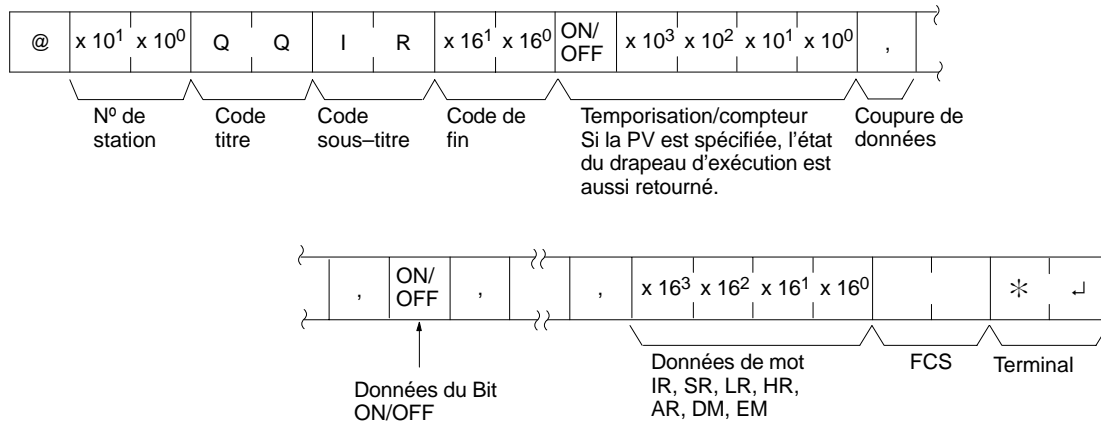 @ x 10¹ x 10⁰ Q Q I R x 16¹ x 16⁰ ON/OFF x 10³ x 10² x 10¹ x 10⁰ ,
Nº de station
Code titre
Code sous–titre
Code de fin
Temporisation/compteur
Si la PV est spécifiée, l'état
du drapeau d'exécution est
aussi retourné.
Coupure de données
, ON/OFF , , x 16³ x 16² x 16¹ x 16⁰ * ↵
Données du Bit
ON/OFF
Données de mot
IR, SR, LR, HR,
AR, DM, EM
FCS
Terminal